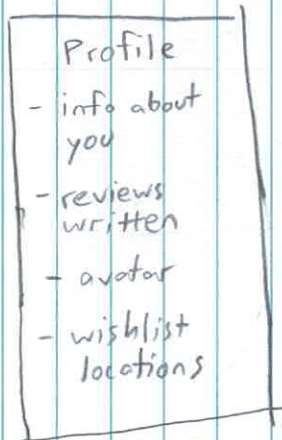 Profile
- info about
you
- reviews
written
- avatar
- wishlist
locations